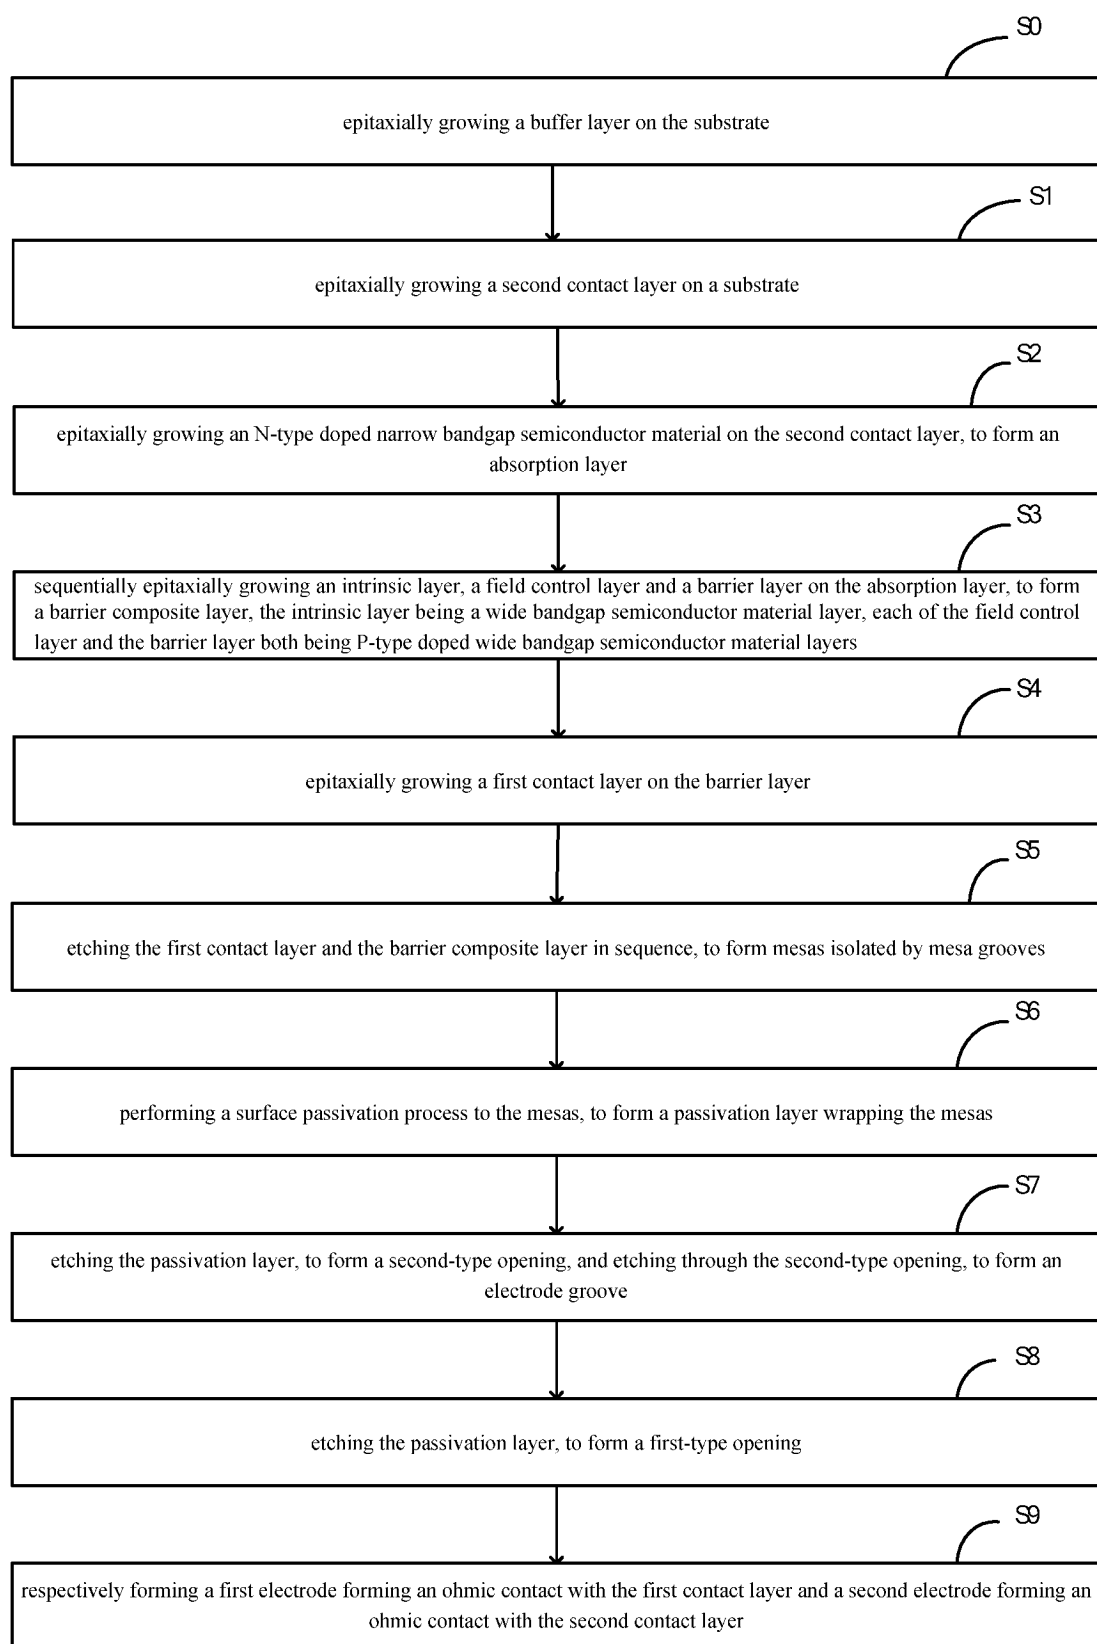 S0
epitaxially growing a buffer layer on the substrate
S1
epitaxially growing a second contact layer on a substrate
S2
epitaxially growing an N-type doped narrow bandgap semiconductor material on the second contact layer, to form an
absorption layer
S3
sequentially epitaxially growing an intrinsic layer, a field control layer and a barrier layer on the absorption layer, to form
a barrier composite layer, the intrinsic layer being a wide bandgap semiconductor material layer, each of the field control
layer and the barrier layer both being P-type doped wide bandgap semiconductor material layers
S4
epitaxially growing a first contact layer on the barrier layer
S5
etching the first contact layer and the barrier composite layer in sequence, to form mesas isolated by mesa grooves
S6
performing a surface passivation process to the mesas, to form a passivation layer wrapping the mesas
S7
etching the passivation layer, to form a second-type opening, and etching through the second-type opening, to form an
electrode groove
S8
etching the passivation layer, to form a first-type opening
S9
respectively forming a first electrode forming an ohmic contact with the first contact layer and a second electrode forming an
ohmic contact with the second contact layer